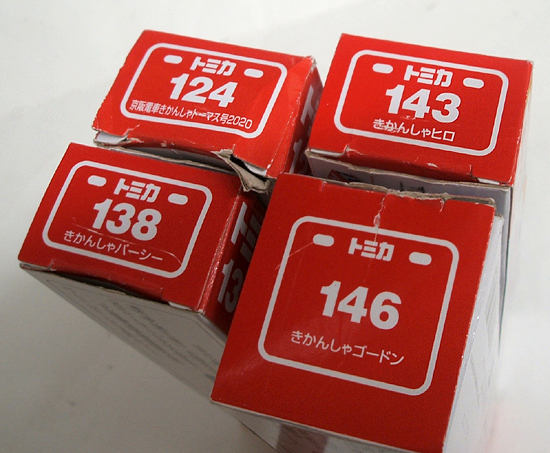 トミカ
124
京阪電車きかんしゃトーマス号2020
トミカ
143
きかんしゃヒロ
トミカ
138
きかんしゃパーシー
トミカ
146
きかんしゃゴードン